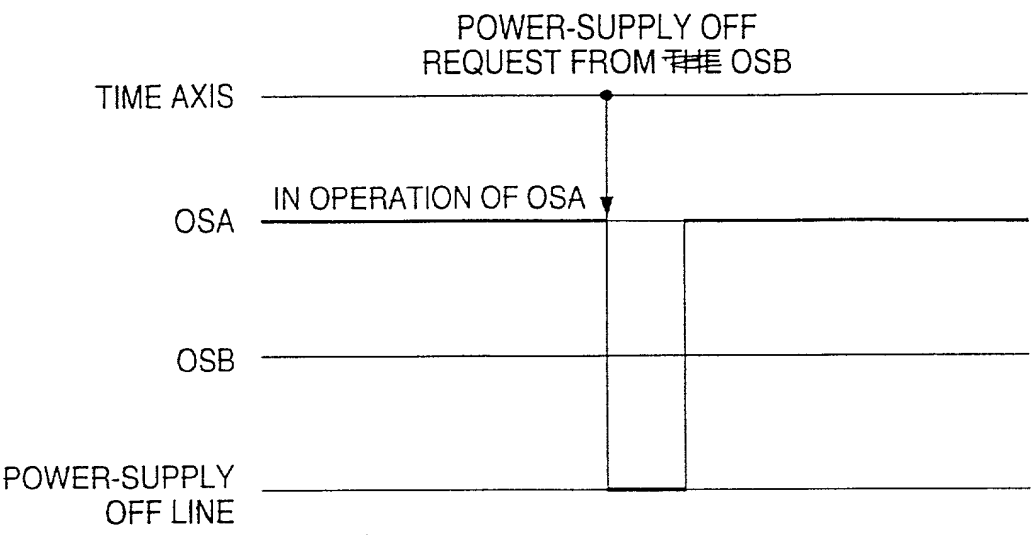 POWER-SUPPLY OFF
REQUEST FROM THE OSB
TIME AXIS
IN OPERATION OF OSA
OSA
OSB
POWER-SUPPLY
OFF LINE